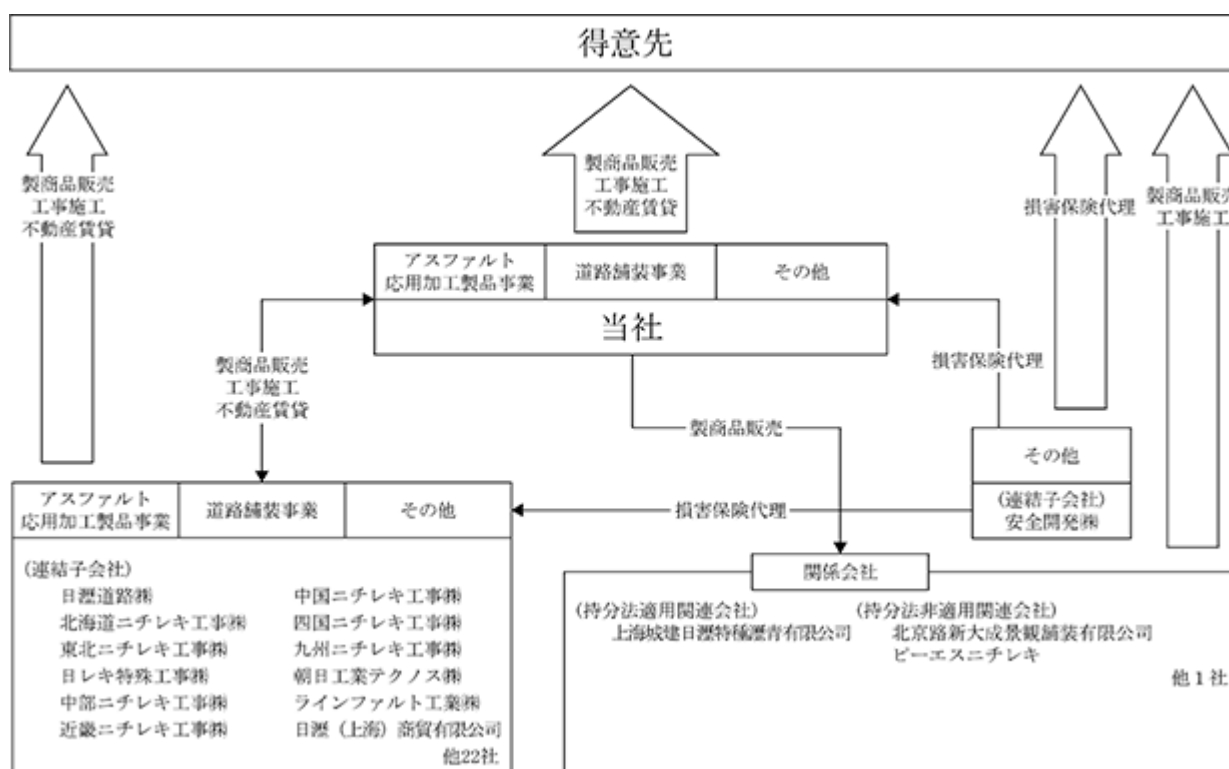 得意先
製商品販売
工事施工
不動産賃貸
製商品販売
工事施工
不動産賃貸
損害保険代理
製商品販売
工事施工
アスファルト
応用加工製品事業
道路舗装事業
その他
当社
製商品販売
工事施工
不動産賃貸
損害保険代理
製商品販売
その他
(連結子会社)
安全開発㈱
損害保険代理
アスファルト
応用加工製品事業
道路舗装事業
その他
(連結子会社)
日瀝道路㈱
北海道ニチレキ工事㈱
東北ニチレキ工事㈱
日レキ特殊工事㈱
中部ニチレキ工事㈱
近畿ニチレキ工事㈱
中国ニチレキ工事㈱
四国ニチレキ工事㈱
九州ニチレキ工事㈱
朝日工業テクノス㈱
ラインファルト工業㈱
日瀝（上海）商貿有限公司
他22社
関係会社
(持分法適用関連会社)
上海城建日瀝特種瀝青有限公司
(持分法非適用関連会社)
北京路新大成景観舗装有限公司
ピーエスニチレキ
他１社